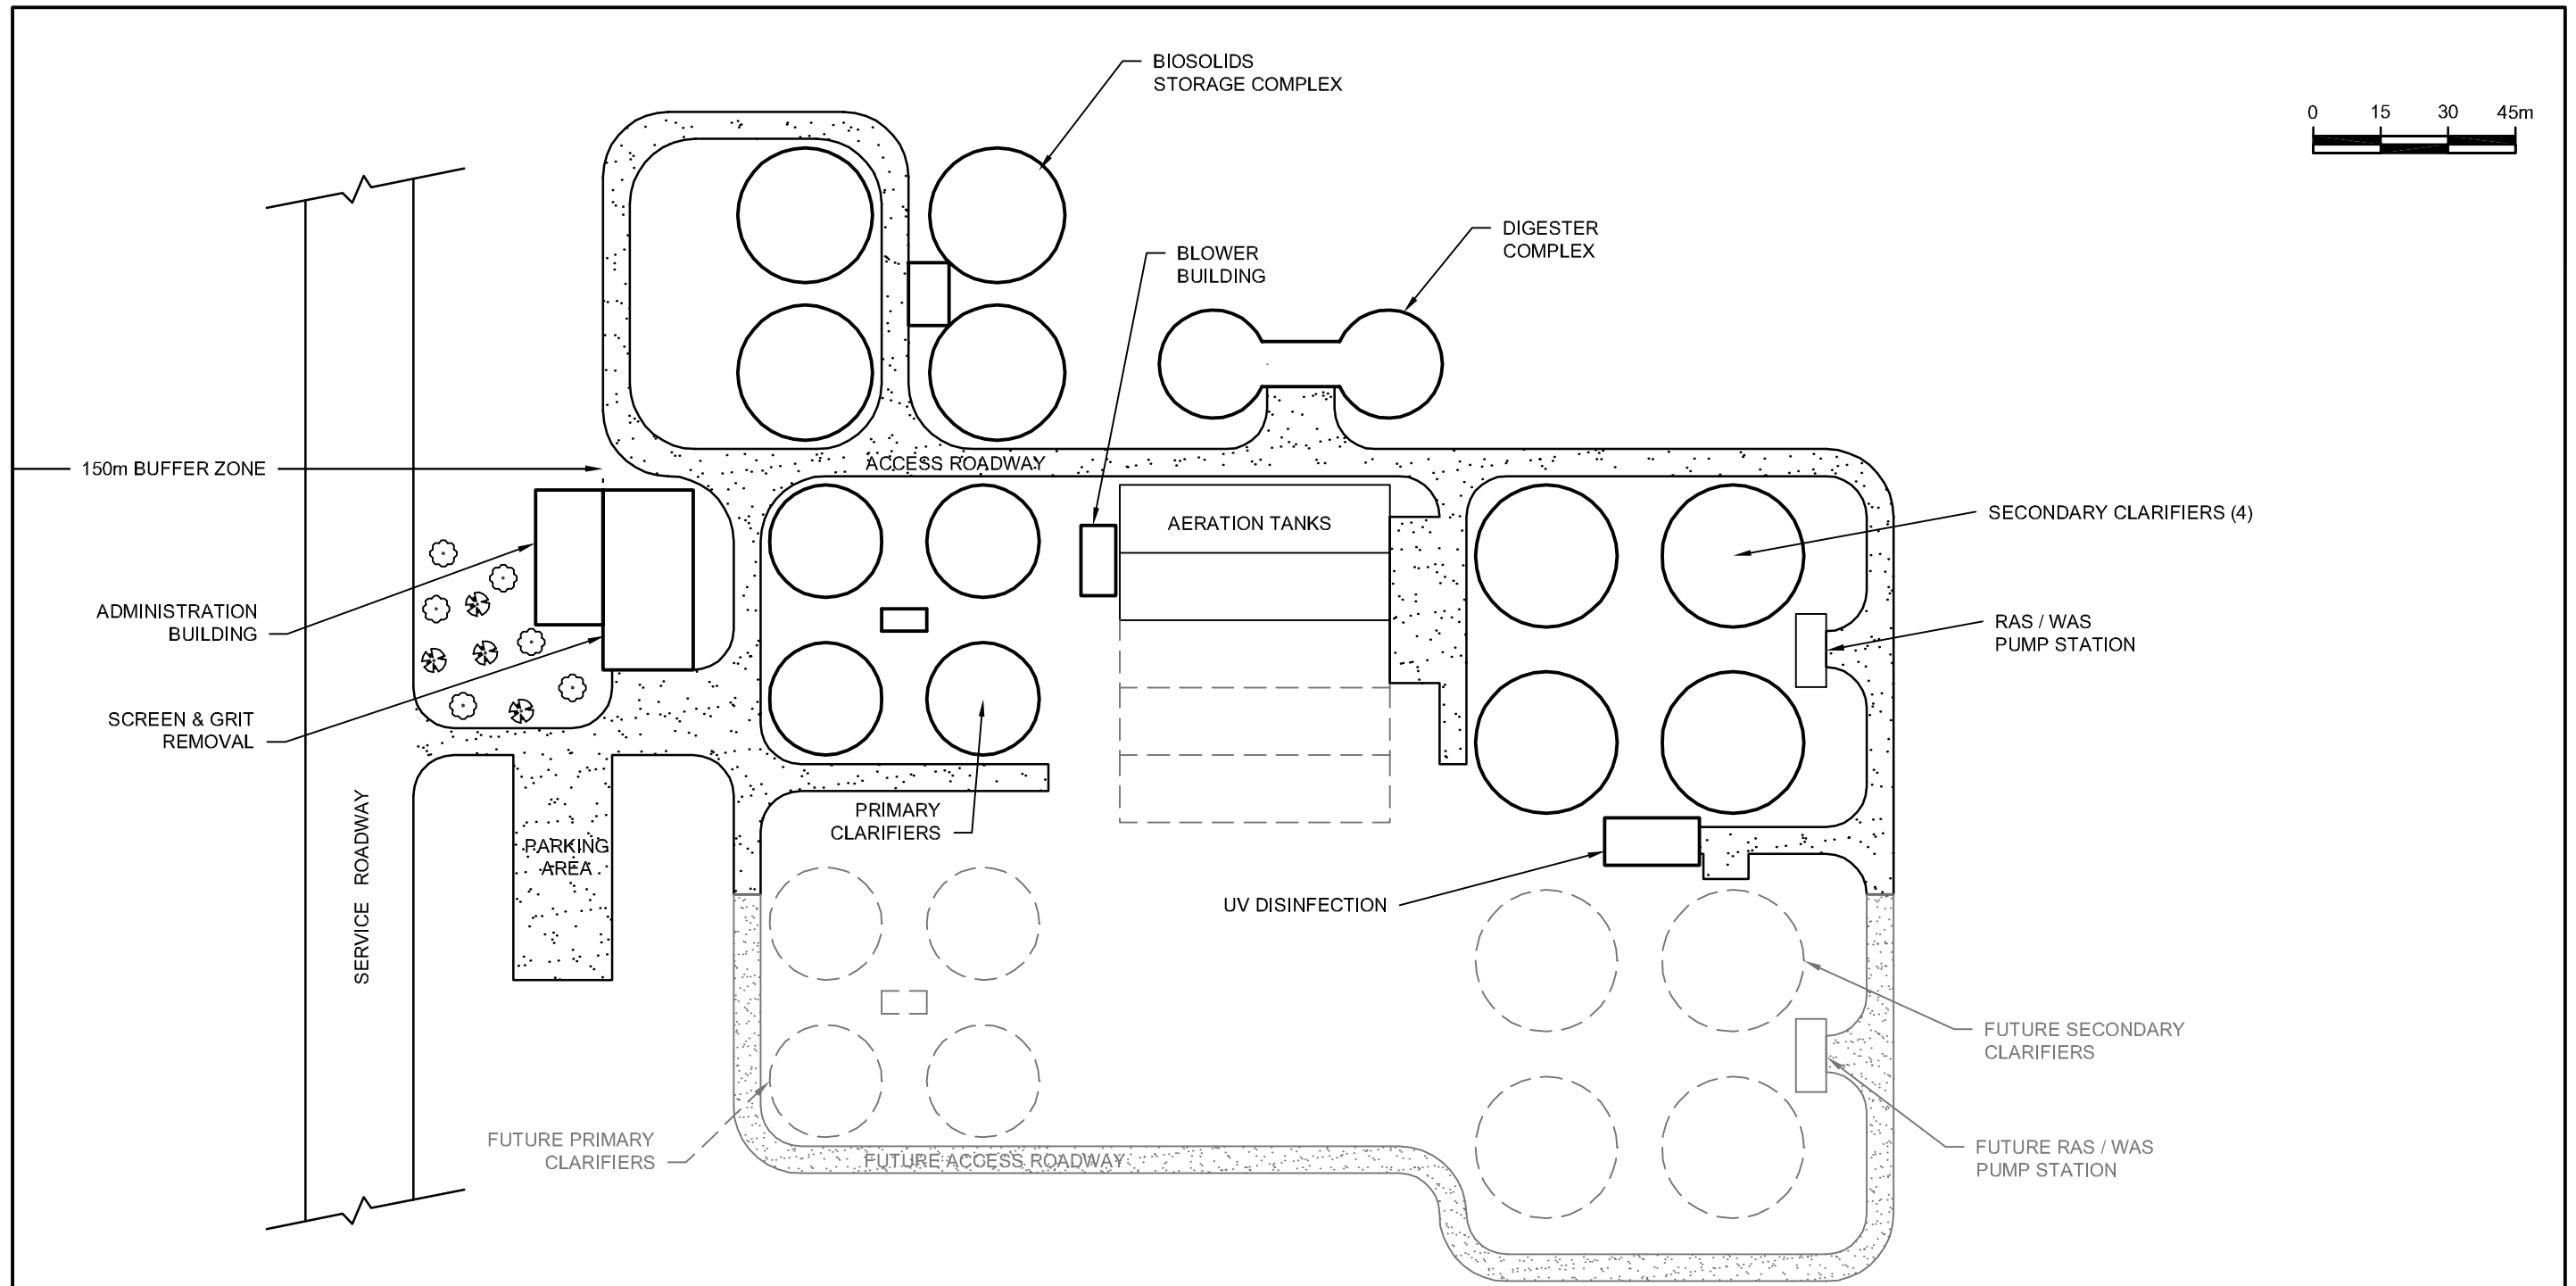 BIOSOLIDS
STORAGE COMPLEX
0 15 30 45m
DIGESTER
COMPLEX
BLOWER
BUILDING
150m BUFFER ZONE
ACCESS ROADWAY
AERATION TANKS
SECONDARY CLARIFIERS (4)
ADMINISTRATION
BUILDING
RAS / WAS
PUMP STATION
SCREEN & GRIT
REMOVAL
PRIMARY
CLARIFIERS
PARKING
AREA
SERVICE ROADWAY
UV DISINFECTION
FUTURE SECONDARY
CLARIFIERS
FUTURE PRIMARY
CLARIFIERS
FUTURE ACCESS ROADWAY
FUTURE RAS / WAS
PUMP STATION